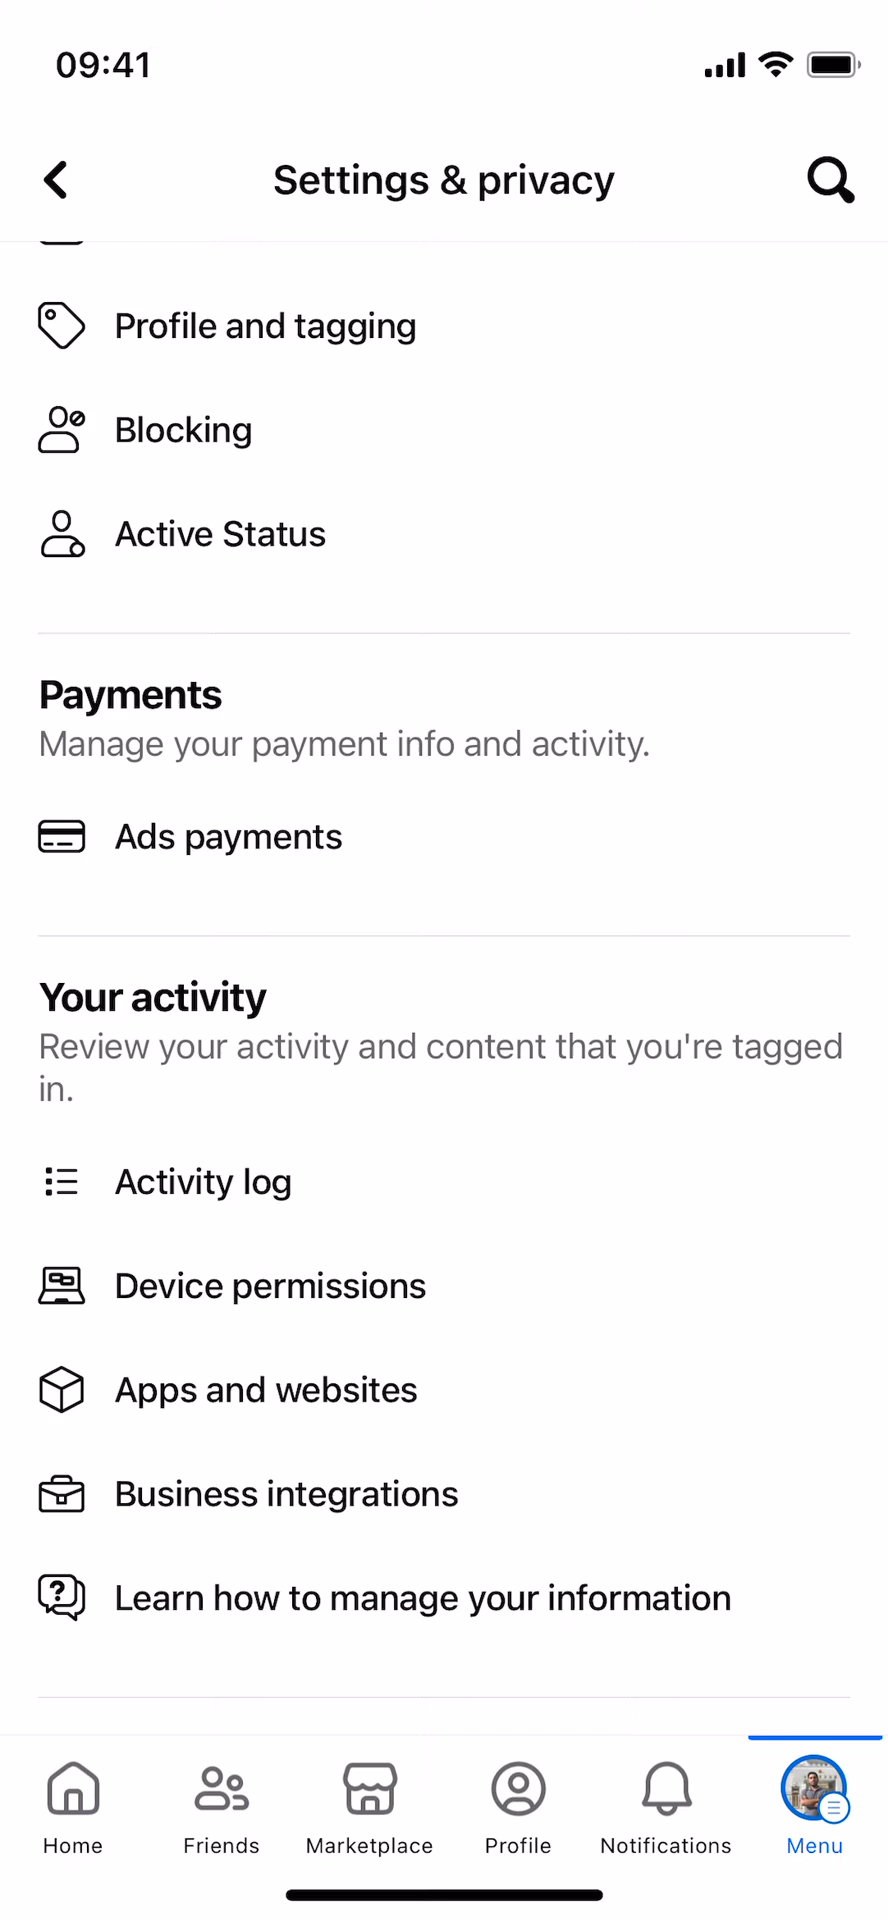 09:41
Settings & privacy
Profile and tagging
Blocking
Active Status
Payments
Manage your payment info and activity.
Ads payments
Your activity
Review your activity and content that you're tagged
in.
Activity log
Device permissions
Apps and websites
Business integrations
Learn how to manage your information
Home
Friends
Marketplace
Profile
Notifications
Menu